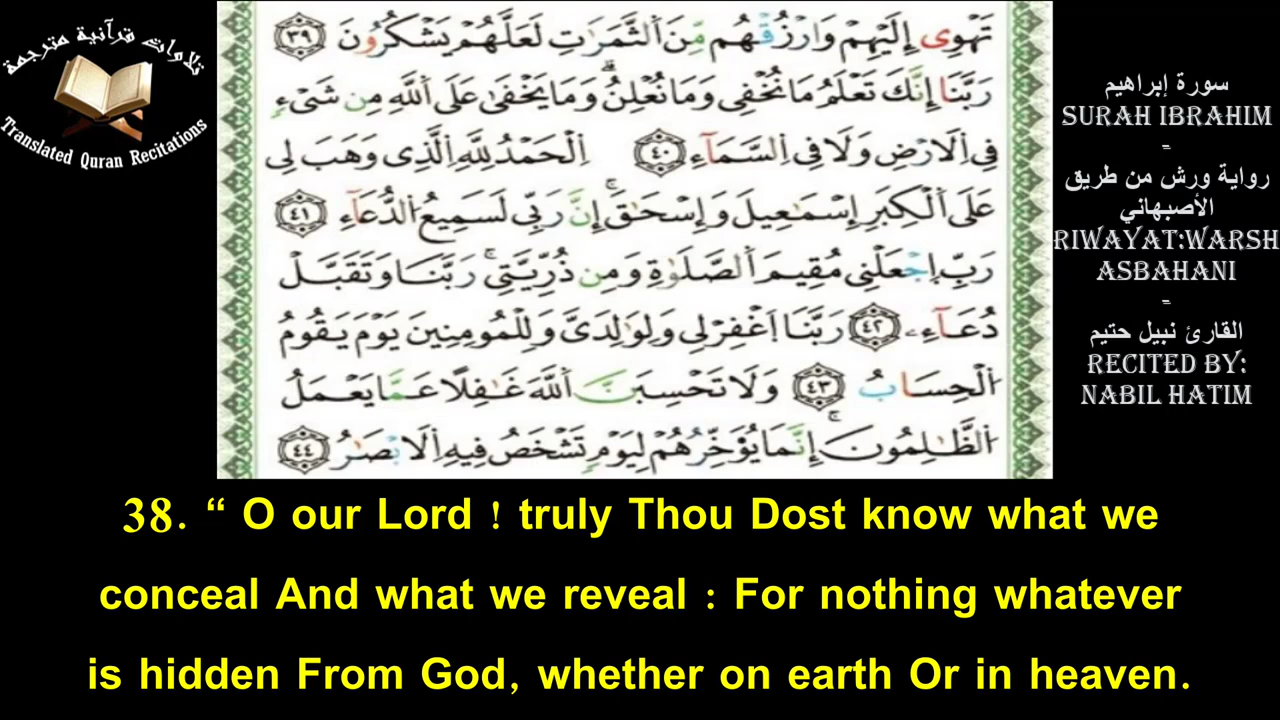 تلاوات قرآنية مترجمة
Translated Quran Recitations
تَهْوِى إِلَيْهِمْ وَارْزُقْهُم مِّنَ اَلثَّمَرَٰتِ لَعَلَّهُمْ يَشْكُرُونَ ٣٩
رَبَّنَا إِنَّكَ تَعْلَمُ مَا نُخْفِى وَمَا نُعْلِنُ وَمَا يَخْفَىٰ عَلَى اَللَّهِ مِن شَىْءٍ
فِى اِلَارْضِ وَلَا فِى اِلسَّمَآءِ ٤٠ اِلْحَمْدُ لِلهِ اِلَّذِى وَهَبَ لِى
عَلَى اَلْكِبَرِ إِسْمَٰعِيلَ وَإِسْحَٰقَ إِنَّ رَبِّى لَسَمِيعُ اُلدُّعَآءِ ٤١
رَبِّ اِجْعَلْنِى مُقِيمَ اَلصَّلَوٰةِ وَمِن ذُرِّيَّتِى رَبَّنَا وَتَقَبَّلْ
دُعَآءِ ٤٢ رَبَّنَا اَغْفِرْ لِى وَلِوَٰلِدَىَّ وَلِلْمُومِنِينَ يَوْمَ يَقُومُ
اُلْحِسَابُ ٤٣ وَلَا تَحْسِبَنَّ اَللَّهَ غَٰفِلًا عَمَّا يَعْمَلُ
اُلظَّٰلِمُونَ إِنَّمَا يُؤَخِّرُهُمْ لِيَوْمٍ تَشْخَصُ فِيهِ اِلَابْصَٰرُ ٤٤
سورة إبراهيم
SURAH IBRAHIM
-
رواية ورش من طريق
الأصبهاني
RIWAYAT:WARSH
ASBAHANI
-
القارئ نبيل حتيم
RECITED BY:
NABIL HATIM
38. “ O our Lord ! truly Thou Dost know what we
conceal And what we reveal : For nothing whatever
is hidden From God, whether on earth Or in heaven.